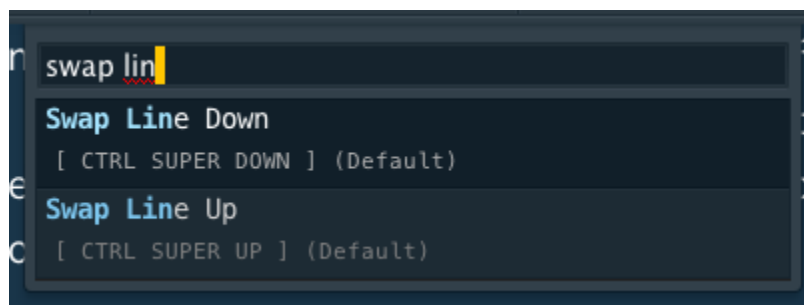 swap lin
Swap Line Down
[ CTRL SUPER DOWN ] (Default)
Swap Line Up
[ CTRL SUPER UP ] (Default)